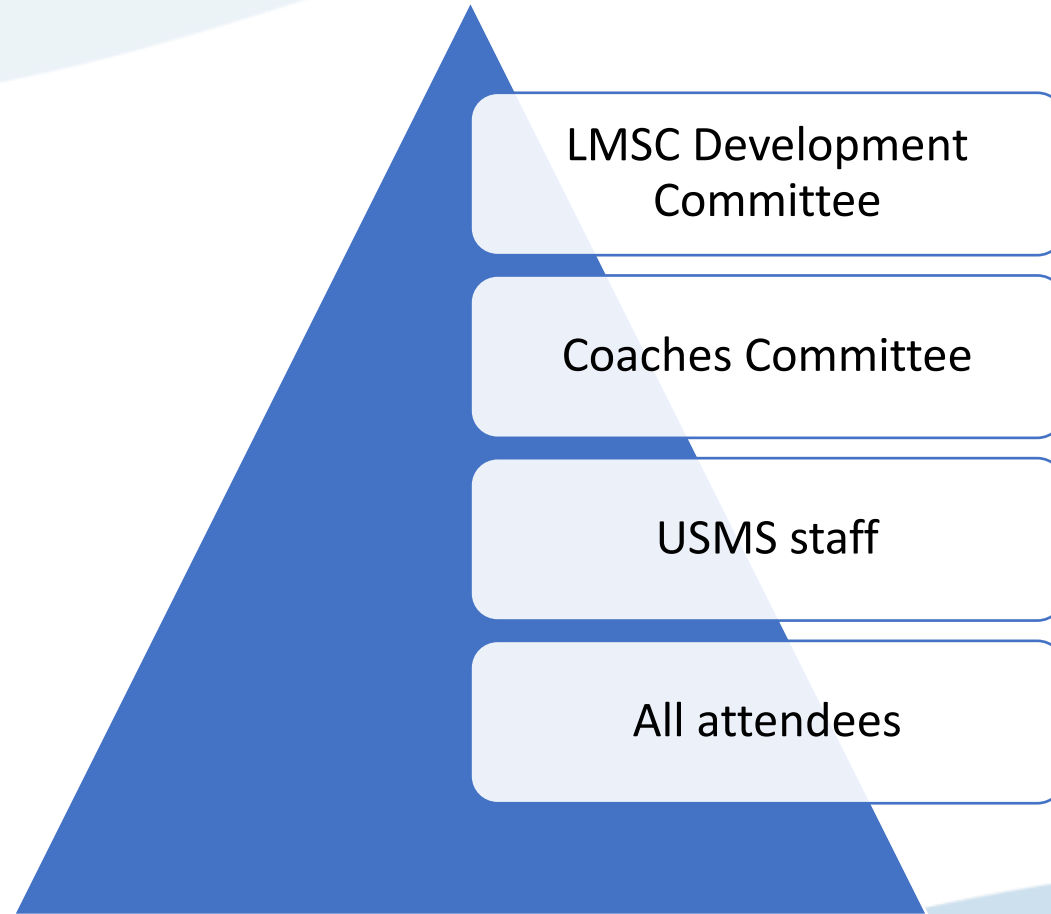 LMSC Development
Committee
Coaches Committee
USMS staff
All attendees